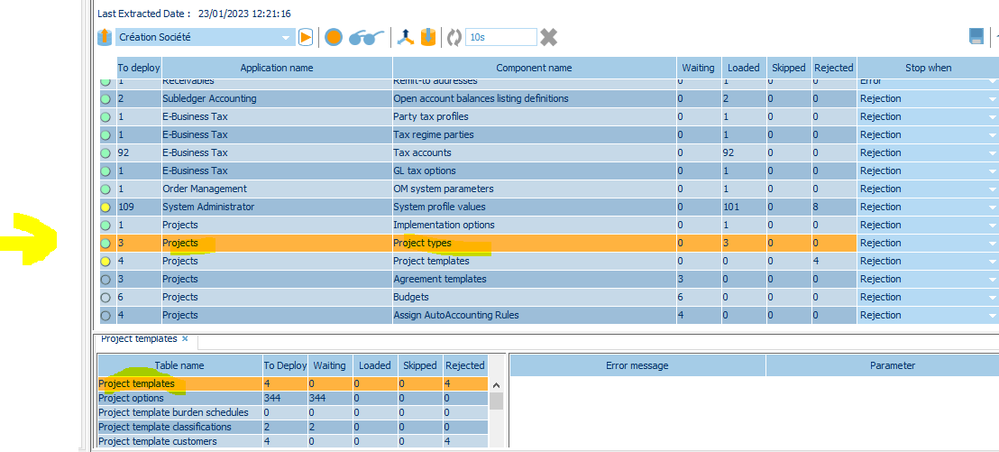 Last Extracted Date : 23/01/2023 12:21:16
Création Société 10s
To deploy Application name Component name Waiting Loaded Skipped Rejected Stop when
1 Receivables Remit-to addresses 0 1 0 0 Error
2 Subledger Accounting Open account balances listing definitions 0 2 0 0 Rejection
1 E-Business Tax Party tax profiles 0 1 0 0 Rejection
1 E-Business Tax Tax regime parties 0 1 0 0 Rejection
92 E-Business Tax Tax accounts 0 92 0 0 Rejection
1 E-Business Tax GL tax options 0 1 0 0 Rejection
1 Order Management OM system parameters 0 1 0 0 Rejection
109 System Administrator System profile values 0 101 0 8 Rejection
1 Projects Implementation options 0 1 0 0 Rejection
3 Projects Project types 0 3 0 0 Rejection
4 Projects Project templates 0 0 0 4 Rejection
3 Projects Agreement templates 3 0 0 0 Rejection
6 Projects Budgets 6 0 0 0 Rejection
4 Projects Assign AutoAccounting Rules 4 0 0 0 Rejection
Project templates
Table name To Deploy Waiting Loaded Skipped Rejected Error message Parameter
Project templates 4 0 0 0 4
Project options 344 344 0 0 0
Project template burden schedules 0 0 0 0 0
Project template classifications 2 2 0 0 0
Project template customers 4 0 0 0 4